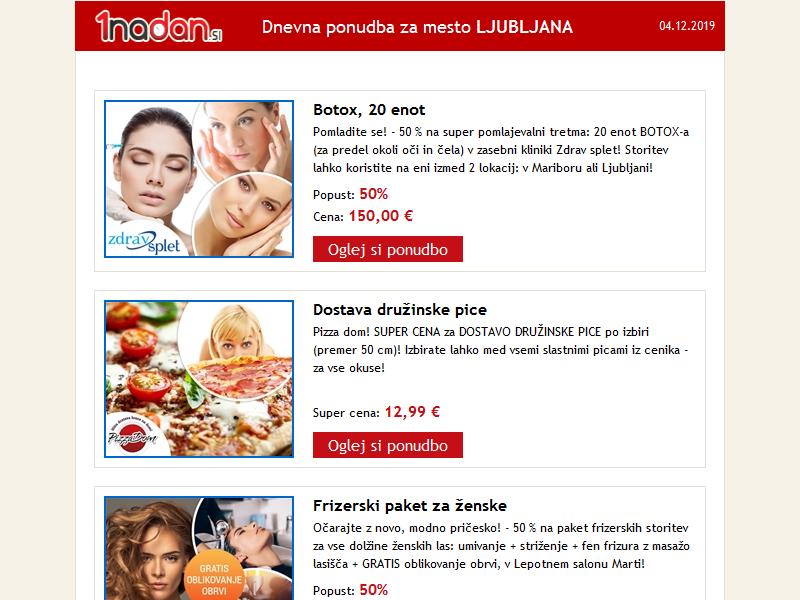 1nadan.si
Dnevna ponudba za mesto LJUBLJANA
04.12.2019
Botox, 20 enot
Pomladite se! - 50 % na super pomlajevalni tretma: 20 enot BOTOX-a
(za predel okoli oči in čela) v zasebni kliniki Zdrav splet! Storitev
lahko koristite na eni izmed 2 lokacij: v Mariboru ali Ljubljani!
Popust: 50%
Cena: 150,00 €
Oglej si ponudbo
zdrav
splet
Dostava družinske pice
Pizza dom! SUPER CENA za DOSTAVO DRUŽINSKE PICE po izbiri
(premer 50 cm)! Izbirate lahko med vsemi slastnimi picami iz cenika -
za vse okuse!
Super cena: 12,99 €
Oglej si ponudbo
PizzaDom
Frizerski paket za ženske
Očarajte z novo, modno pričesko! - 50 % na paket frizerskih storitev
za vse dolžine ženskih las: umivanje + striženje + fen frizura z masažo
lasišča + GRATIS oblikovanje obrvi, v Lepotnem salonu Marti!
Popust: 50%
GRATIS
OBLIKOVANJE
OBRVI